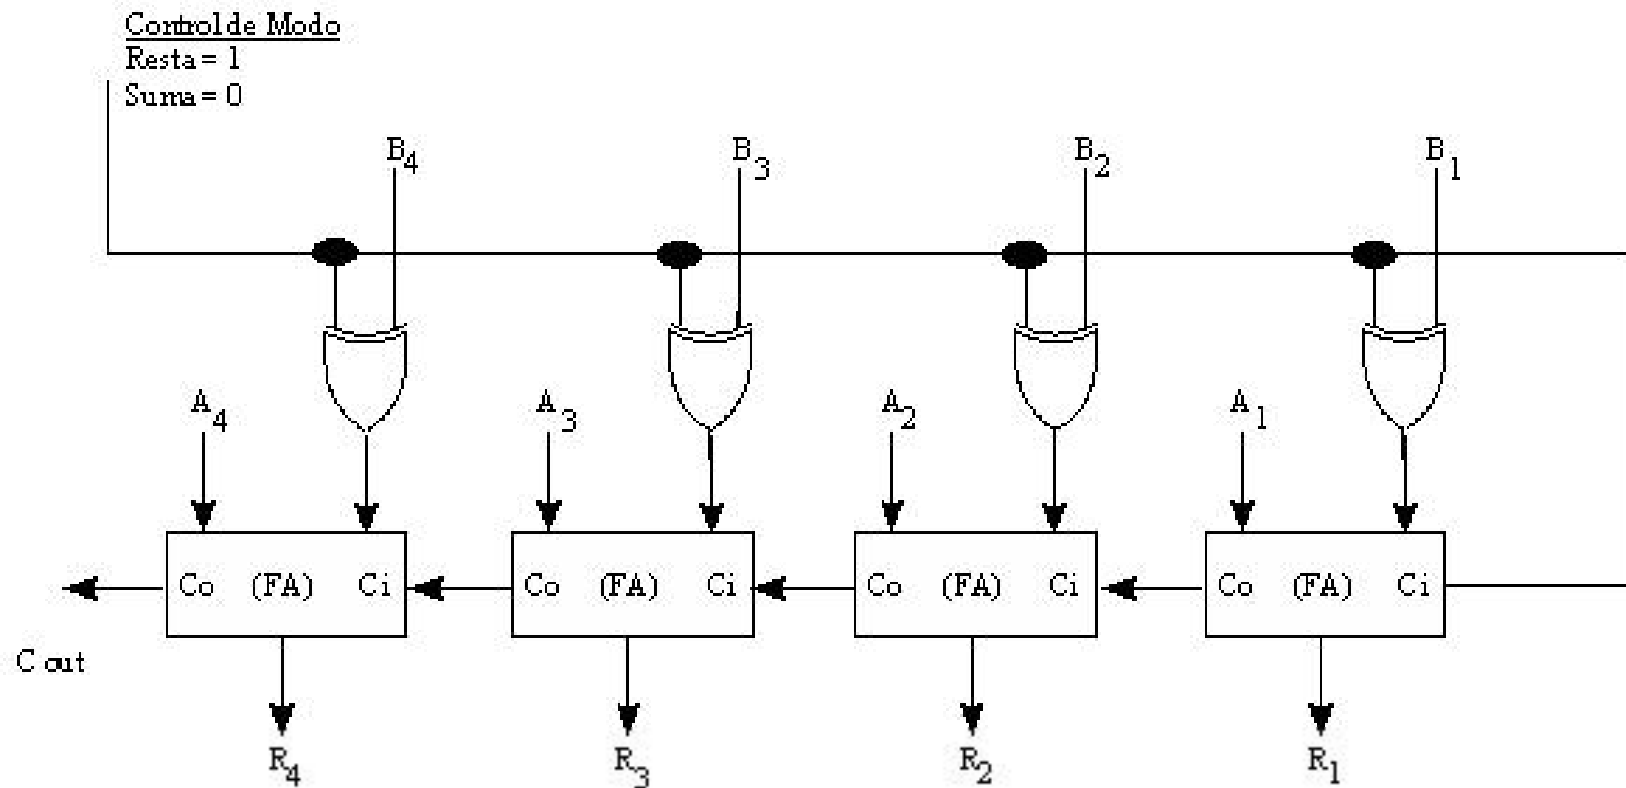 Control de Modo
Resta = 1
Suma = 0
B4 B3 B2 B1
A4 A3 A2 A1
Co (FA) Ci Co (FA) Ci Co (FA) Ci Co (FA) Ci
C out
R4 R3 R2 R1